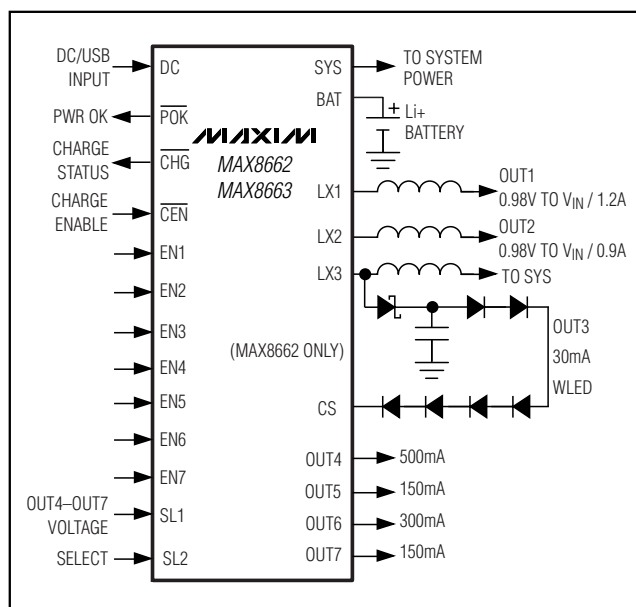 DC/USB
INPUT
DC
PWR OK
POK
CHARGE
STATUS
CHG
CHARGE
ENABLE
CEN
EN1
EN2
EN3
EN4
EN5
EN6
EN7
OUT4–OUT7
VOLTAGE
SL1
SELECT
SL2
MAXIM
MAX8662
MAX8663
(MAX8662 ONLY)
SYS
TO SYSTEM
POWER
BAT
+
Li+
BATTERY
LX1
OUT1
0.98V TO VIN / 1.2A
LX2
OUT2
0.98V TO VIN / 0.9A
LX3
TO SYS
OUT3
30mA
WLED
CS
OUT4
500mA
OUT5
150mA
OUT6
300mA
OUT7
150mA